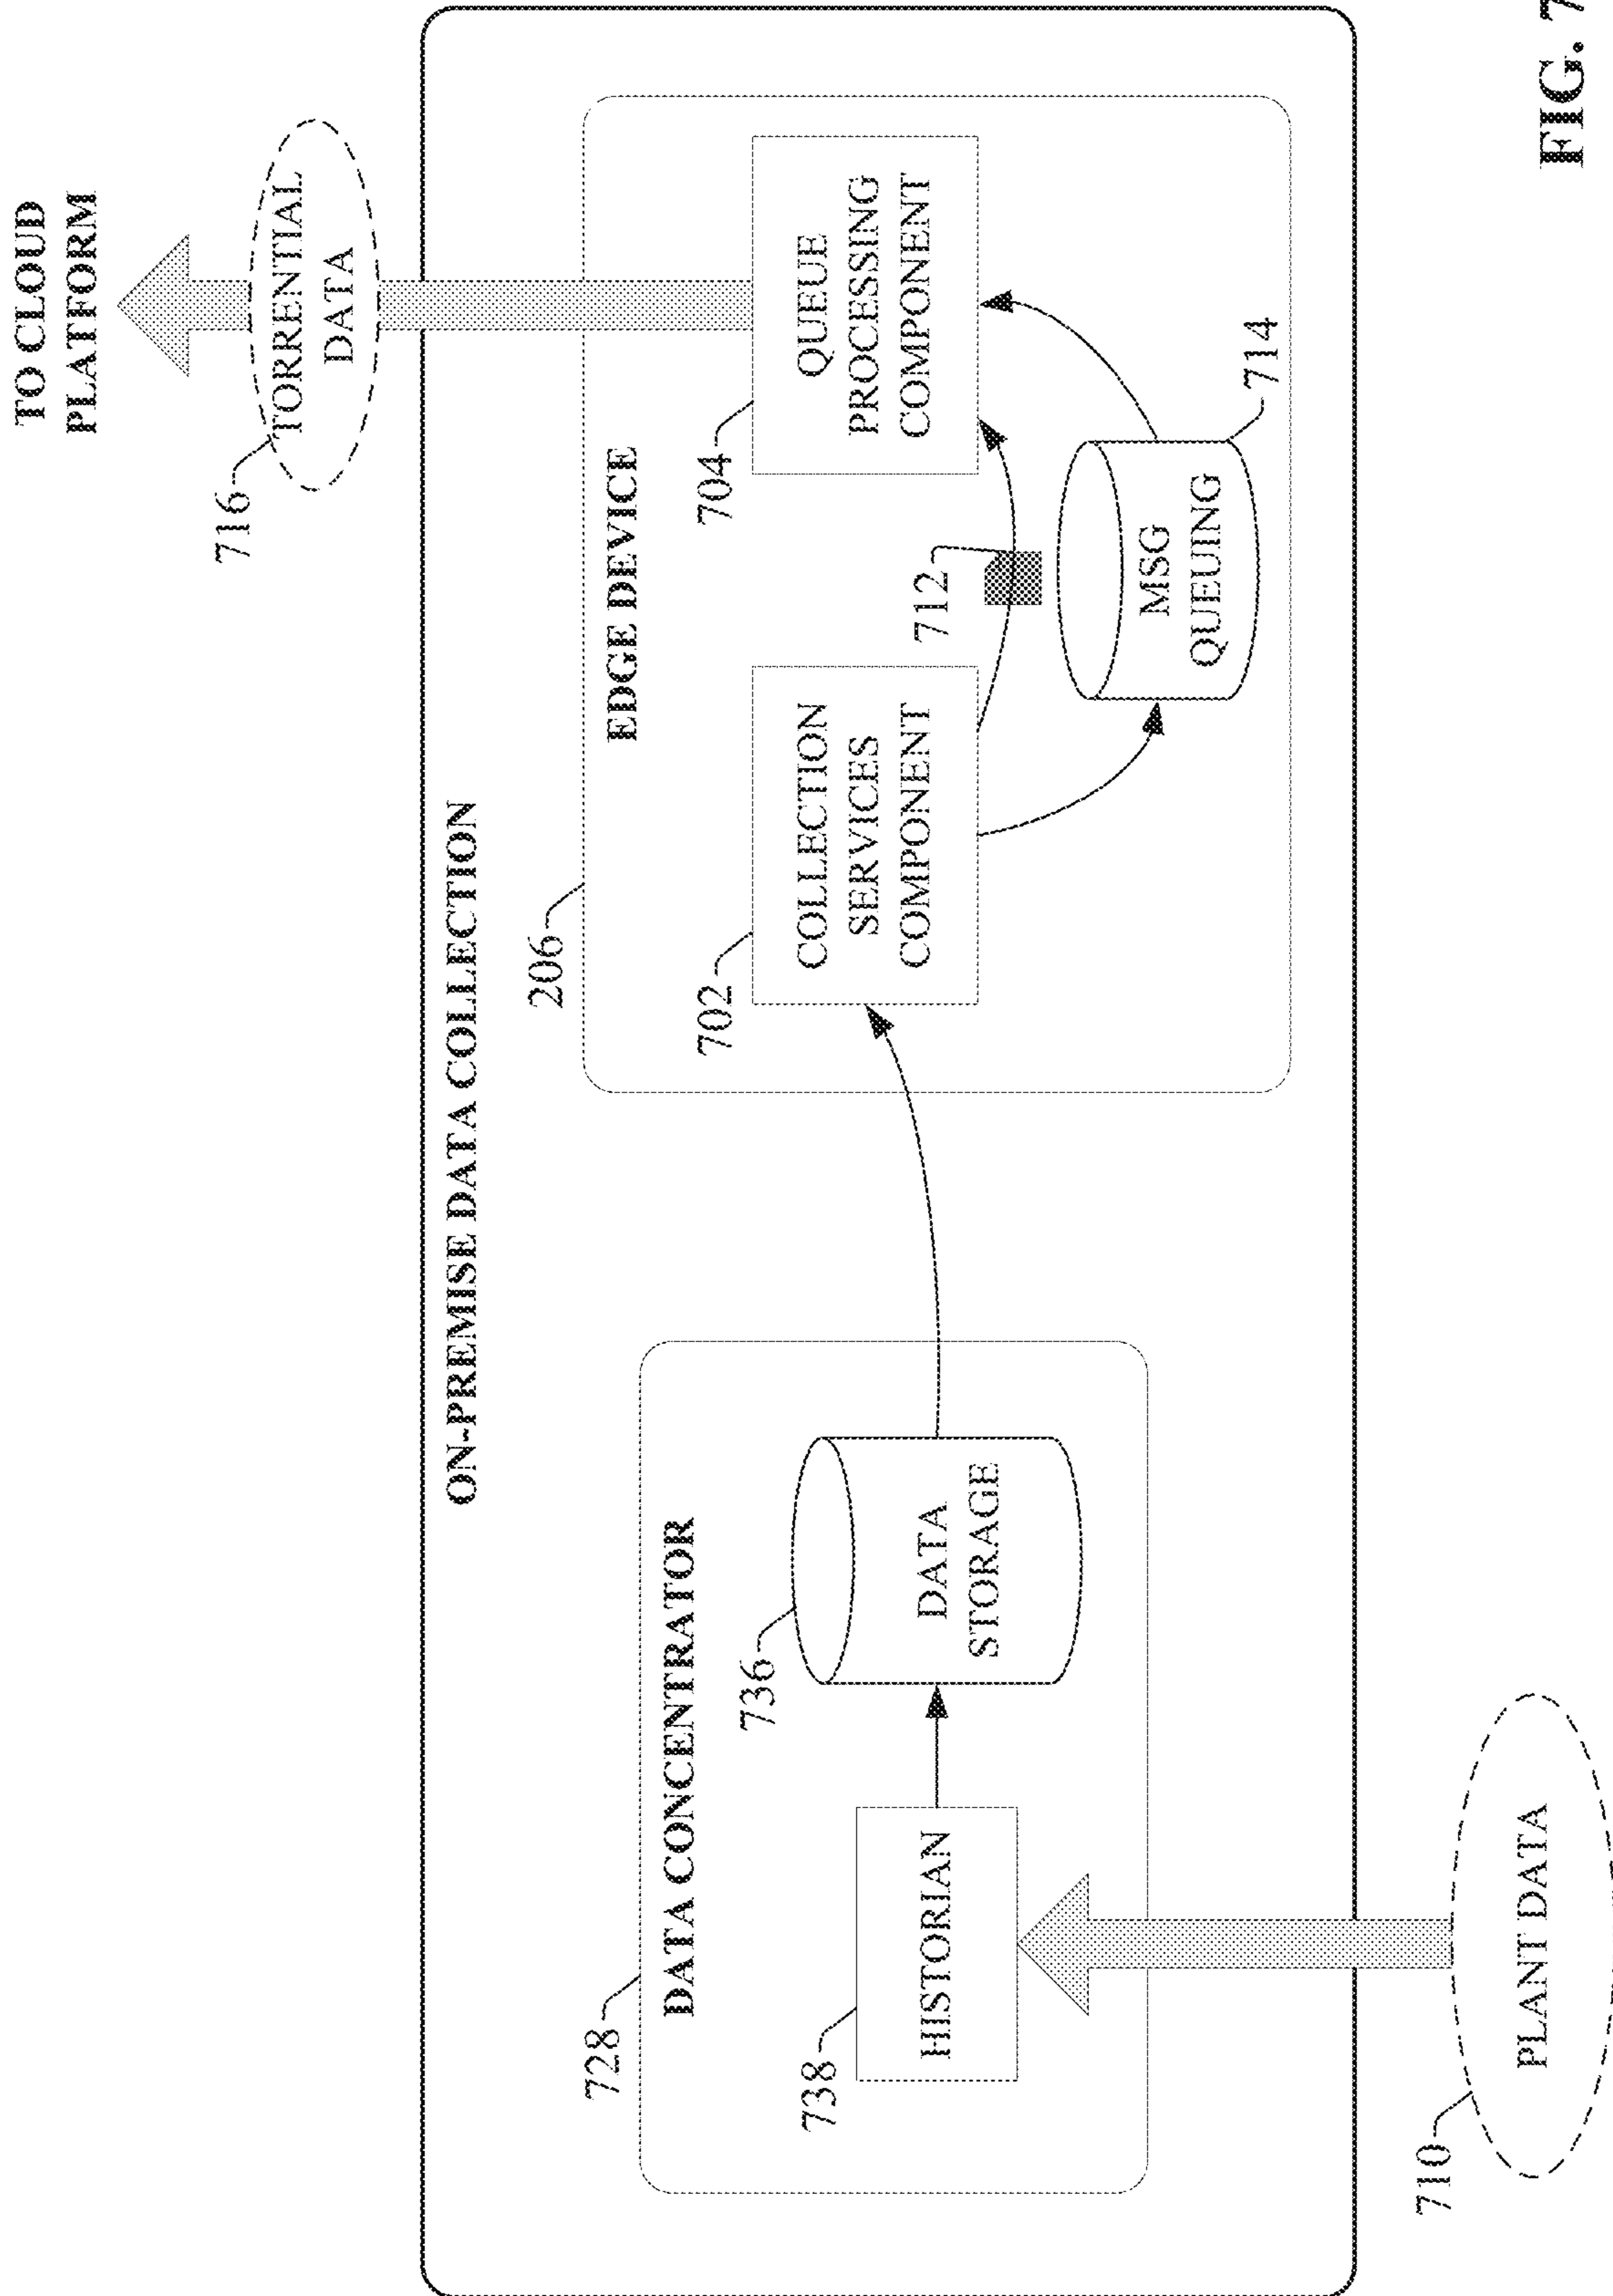 TO CLOUD
PLATFORM
716
TORRENTIAL
DATA
ON-PREMISE DATA COLLECTION
206
EDGE DEVICE
702
COLLECTION
SERVICES
COMPONENT
704
QUEUE
PROCESSING
COMPONENT
712
MSG
QUEUING
714
728
DATA CONCENTRATOR
738
HISTORIAN
736
DATA
STORAGE
710
PLANT DATA
FIG. 7